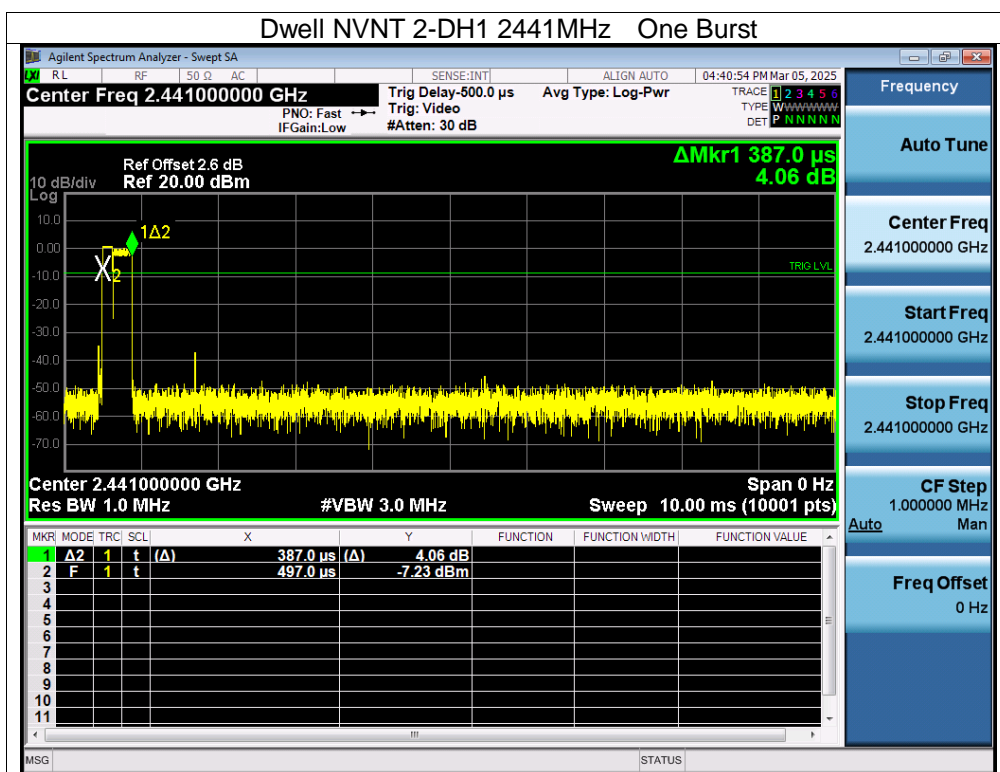 Dwell NVNT 2-DH1 2441MHz One Burst
Agilent Spectrum Analyzer - Swept SA
LXI RL RF 50 Ω AC SENSE:INT ALIGN AUTO 04:40:54 PM Mar 05, 2025
Center Freq 2.441000000 GHz Trig Delay-500.0 µs Avg Type: Log-Pwr TRACE 1 2 3 4 5 6
PNO: Fast Trig: Video TYPE WWWWWW
IFGain:Low #Atten: 30 dB DET P N N N N N
Ref Offset 2.6 dB ΔMkr1 387.0 µs
10 dB/div Ref 20.00 dBm 4.06 dB
Log
10.0
1Δ2
0.00
TRIG LVL
X2
-10.0
-20.0
-30.0
-40.0
-50.0
-60.0
-70.0
Center 2.441000000 GHz Span 0 Hz
Res BW 1.0 MHz #VBW 3.0 MHz Sweep 10.00 ms (10001 pts)
MKR MODE TRC SCL X Y FUNCTION FUNCTION WIDTH FUNCTION VALUE
1 Δ2 1 t (Δ) 387.0 µs (Δ) 4.06 dB
2 F 1 t 497.0 µs -7.23 dBm
3
4
5
6
7
8
9
10
11
MSG STATUS
Frequency
Auto Tune
Center Freq
2.441000000 GHz
Start Freq
2.441000000 GHz
Stop Freq
2.441000000 GHz
CF Step
1.000000 MHz
Auto Man
Freq Offset
0 Hz